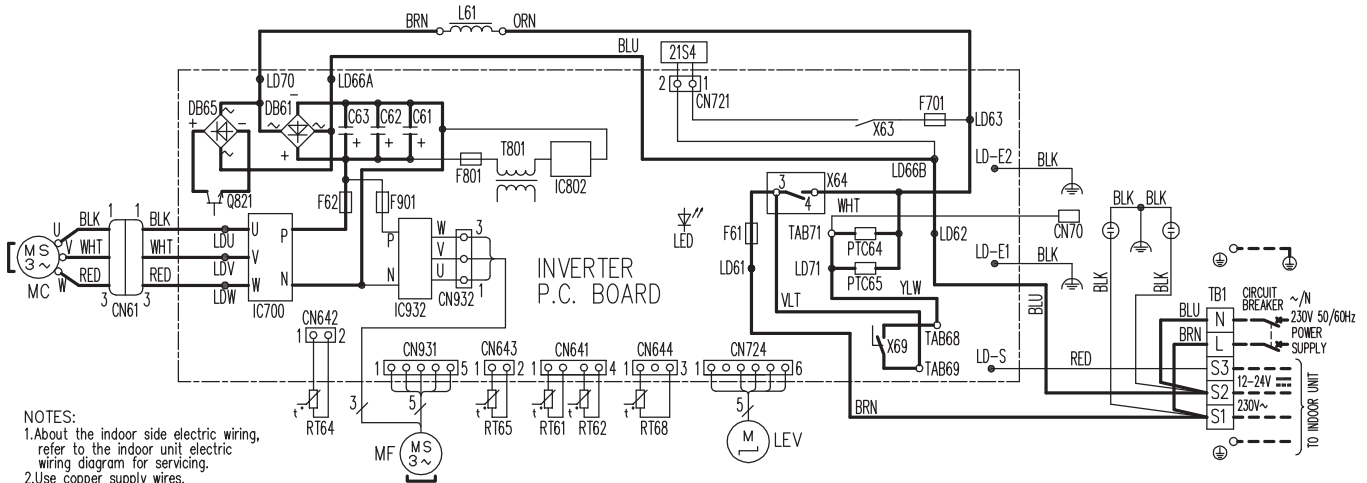 BRN L61 ORN
BLU
21S4
2 1
CN721
LD70 LD66A
DB65 DB61
~ − ~ ~
+ − + ~
C63 C62 C61
+ + +
F701
X63
LD63
T801
F801
IC802
Q821
F62 F901
LD66B
LD-E2 BLK
BLK BLK
3 X64
4
WHT
LED
F61
TAB71
PTC64
LD62
CN70
LD61
LD71
PTC65
LD-E1 BLK
BLK BLK
U BLK 1 1 BLK U P
V WHT WHT LDU V
W RED 3 3 RED LDV W N
LDW
MS
3~
MC
CN61
IC700
P W 3
V
N U 1
IC932
CN932
INVERTER
P.C. BOARD
VLT
YLW
BLU
X69
TAB68
TAB69
LD-S RED
TB1
CIRCUIT BREAKER ~/N
BLU N 230V 50/60Hz
BRN L POWER SUPPLY
S3
12-24V
S2
230V~
S1
TO INDOOR UNIT
BRN
CN642
1 2
CN931
1 5
CN643
1 2
CN641
1 4
CN644
1 3
CN724
1 6
t° t° t° t° t°
3 5 5
RT64 RT65 RT61 RT62 RT68
MF
MS
3~
M
LEV
NOTES:
1.About the indoor side electric wiring,
refer to the indoor unit electric
wiring diagram for servicing.
2.Use copper supply wires.